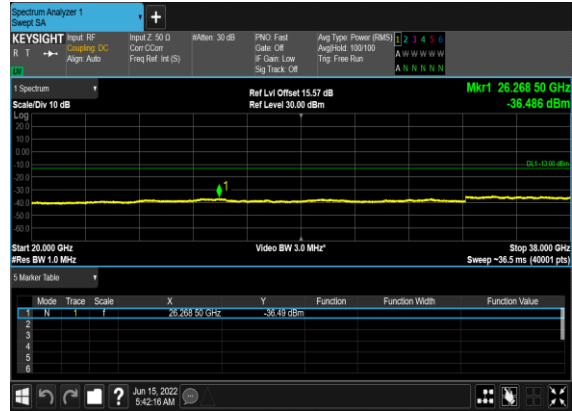 Spectrum Analyzer 1
Swept SA
+
KEYSIGHT Input: RF Input Z: 50 Ω #Atten: 30 dB PNO: Fast Avg Type: Power (RMS) 1 2 3 4 5 6
R T Coupling: DC Corr CCorr Gate: Off Avg|Hold: 100/100 A W W W W W
Align: Auto Freq Ref: Int (S) IF Gain: Low Trig: Free Run
Sig Track: Off A N N N N N
1 Spectrum Ref Lvl Offset 15.57 dB Mkr1 26.268 50 GHz
Scale/Div 10 dB Ref Level 30.00 dBm -36.486 dBm
Log
20.0
10.0
0.00
-10.0 DL1 -13.00 dBm
-20.0
-30.0 1
-40.0
-50.0
-60.0
Start 20.000 GHz Video BW 3.0 MHz* Stop 38.000 GHz
#Res BW 1.0 MHz Sweep ~36.5 ms (40001 pts)
5 Marker Table
Mode Trace Scale X Y Function Function Width Function Value
1 N 1 f 26.268 50 GHz -36.49 dBm
2
3
4
5
6
? Jun 15, 2022
5:42:16 AM